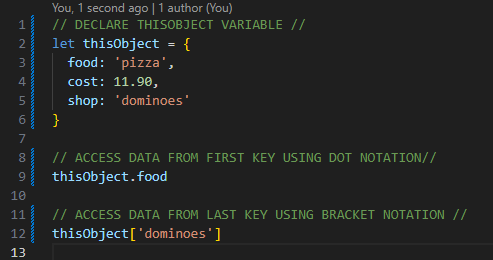 You, 1 second ago | 1 author (You)
1 // DECLARE THISOBJECT VARIABLE //
2 let thisObject = {
3 food: 'pizza',
4 cost: 11.90,
5 shop: 'dominoes'
6 }
7
8 // ACCESS DATA FROM FIRST KEY USING DOT NOTATION//
9 thisObject.food
10
11 // ACCESS DATA FROM LAST KEY USING BRACKET NOTATION //
12 thisObject['dominoes']
13